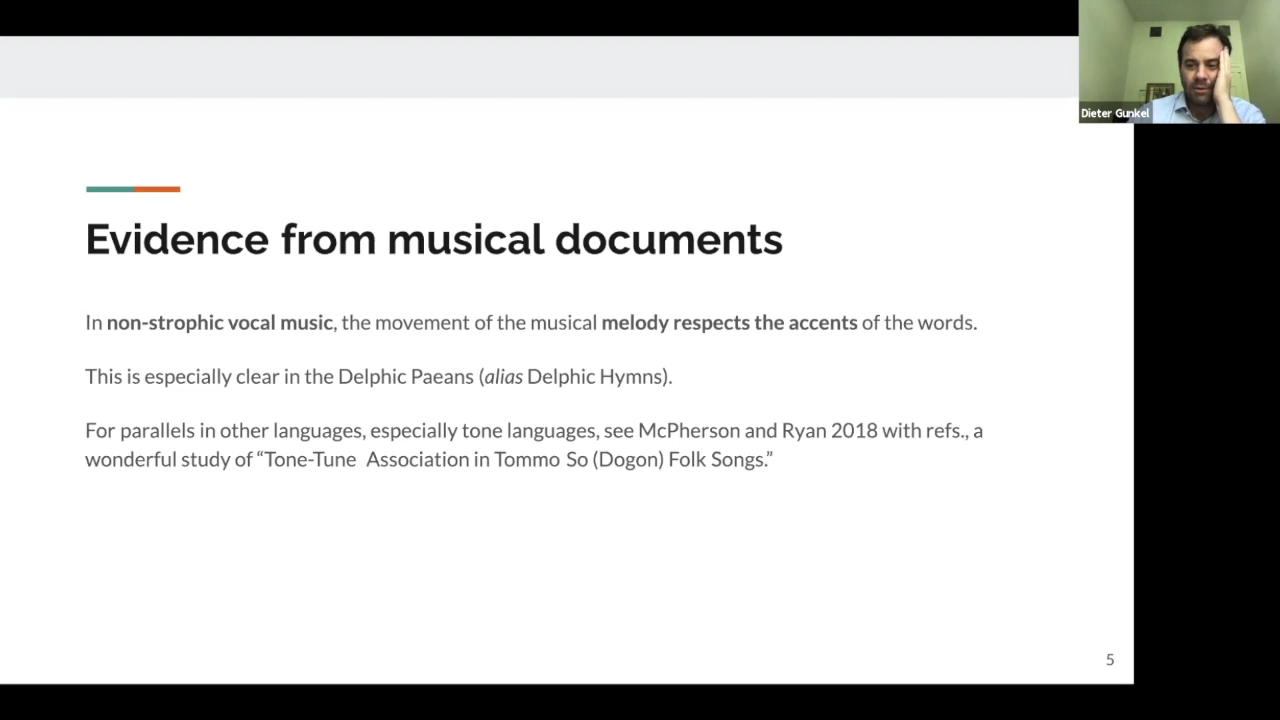 Dieter Gunkel
Evidence from musical documents
In non-strophic vocal music, the movement of the musical melody respects the accents of the words.
This is especially clear in the Delphic Paeans (alias Delphic Hymns).
For parallels in other languages, especially tone languages, see McPherson and Ryan 2018 with refs., a
wonderful study of “Tone-Tune Association in Tommo So (Dogon) Folk Songs.”
5